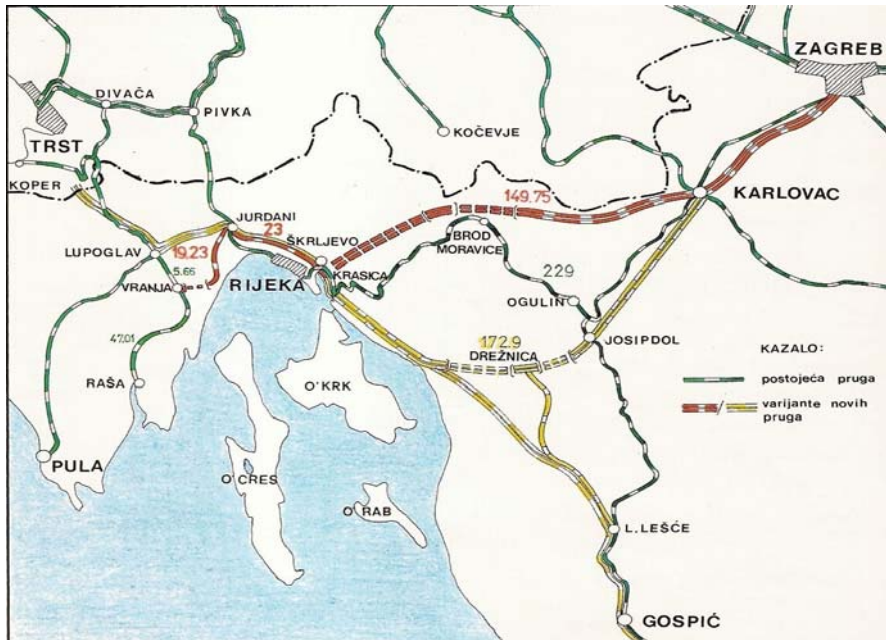 ZAGREB
DIVAČA
PIVKA
KOČEVJE
TRST
KOPER
KARLOVAC
149.75
JURDANI
23
ŠKRLJEVO
BROD
MORAVICE
LUPOGLAV
19.23
5.66
VRANJA
RIJEKA
KRASICA
229
OGULIN
47.01
172.9
DREŽNICA
JOSIPDOL
RAŠA
O'KRK
KAZALO:
postojeća pruga
varijante novih
pruga
PULA
O'CRES
O'RAB
L. LEŠĆE
GOSPIĆ